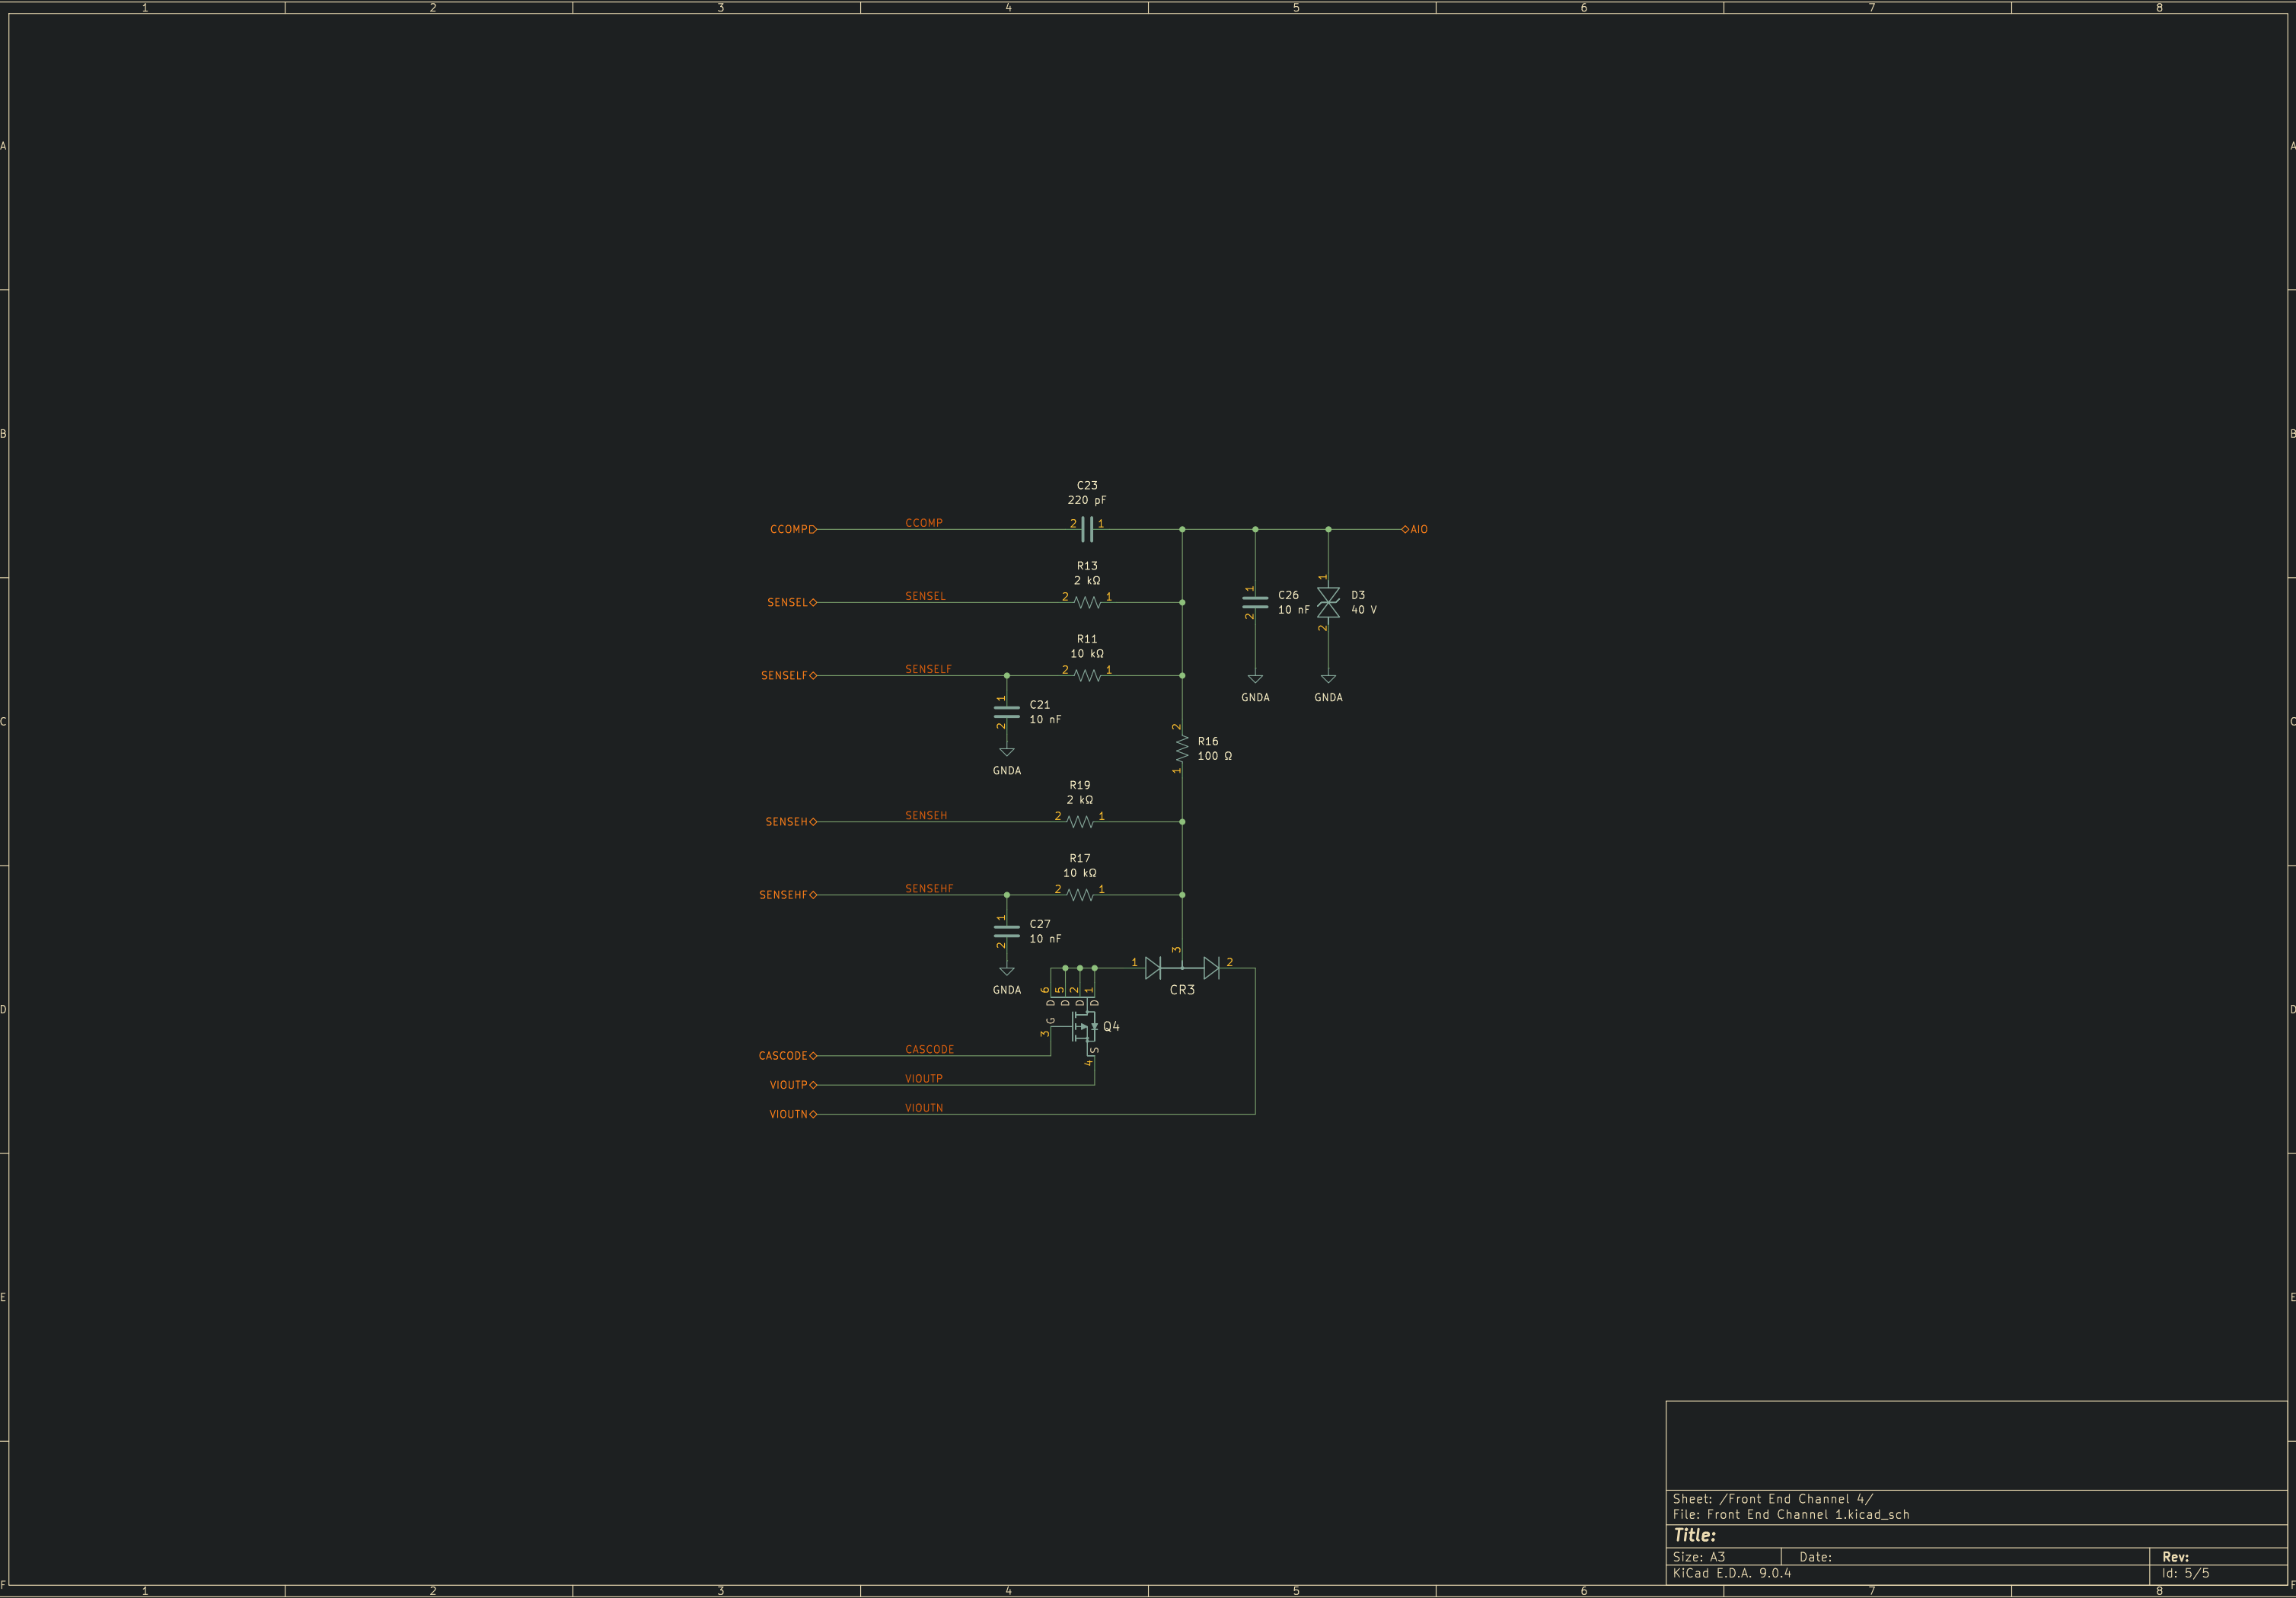 1 2 3 4 5 6 7 8
A A
B B
C23
220 pF
CCOMP CCOMP 2 1 AIO
R13
2 kΩ
SENSEL SENSEL 2 1
1
C26
10 nF
2
1
D3
40 V
2
GNDA GNDA
R11
10 kΩ
SENSELF SENSELF 2 1
1
C21
10 nF
2
GNDA
C C
2
R16
100 Ω
1
R19
2 kΩ
SENSEH SENSEH 2 1
R17
10 kΩ
SENSEHF SENSEHF 2 1
1
C27
10 nF
2
GNDA
3
1 2
CR3
6 5 2 1
D D D D
D D
G
3
Q4
S
4
CASCODE CASCODE
VIOUTP VIOUTP
VIOUTN VIOUTN
E E
Sheet: /Front End Channel 4/
File: Front End Channel 1.kicad_sch
Title:
Size: A3 Date: Rev:
KiCad E.D.A. 9.0.4 Id: 5/5
F F
1 2 3 4 5 6 7 8